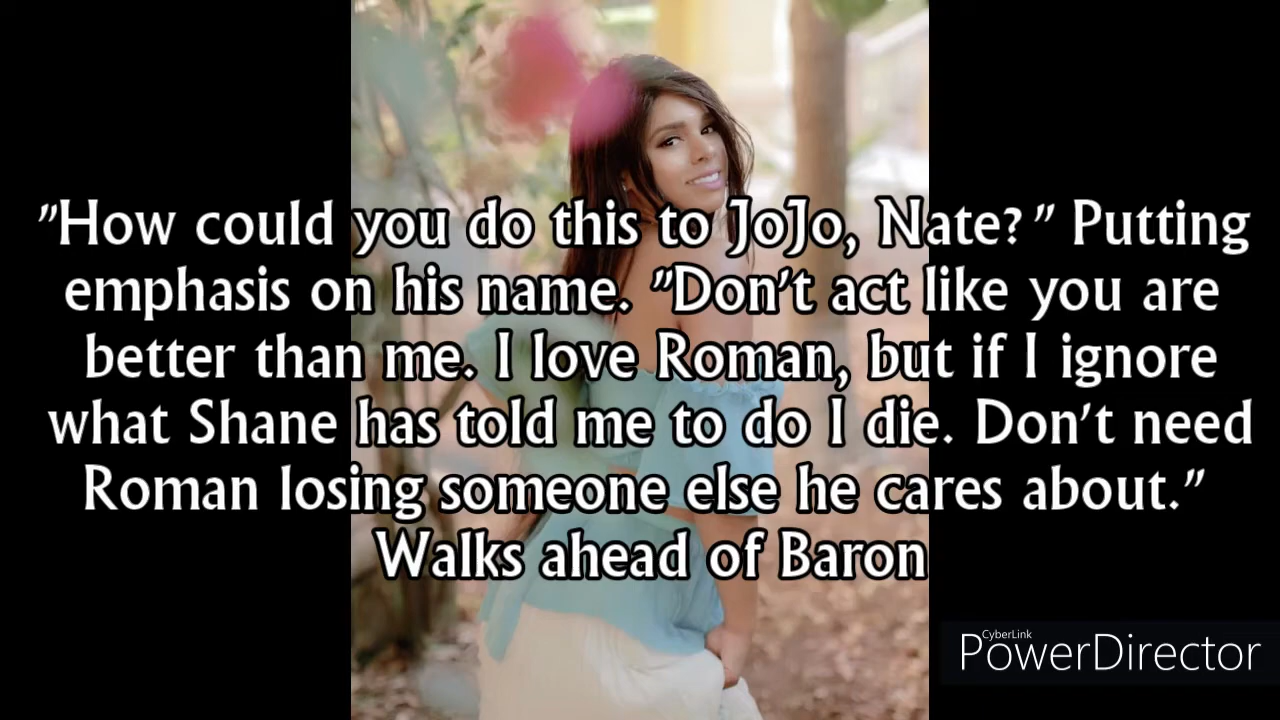 "How could you do this to JoJo, Nate?" Putting
emphasis on his name. "Don't act like you are
better than me. I love Roman, but if I ignore
what Shane has told me to do I die. Don't need
Roman losing someone else he cares about."
Walks ahead of Baron
CyberLink
PowerDirector